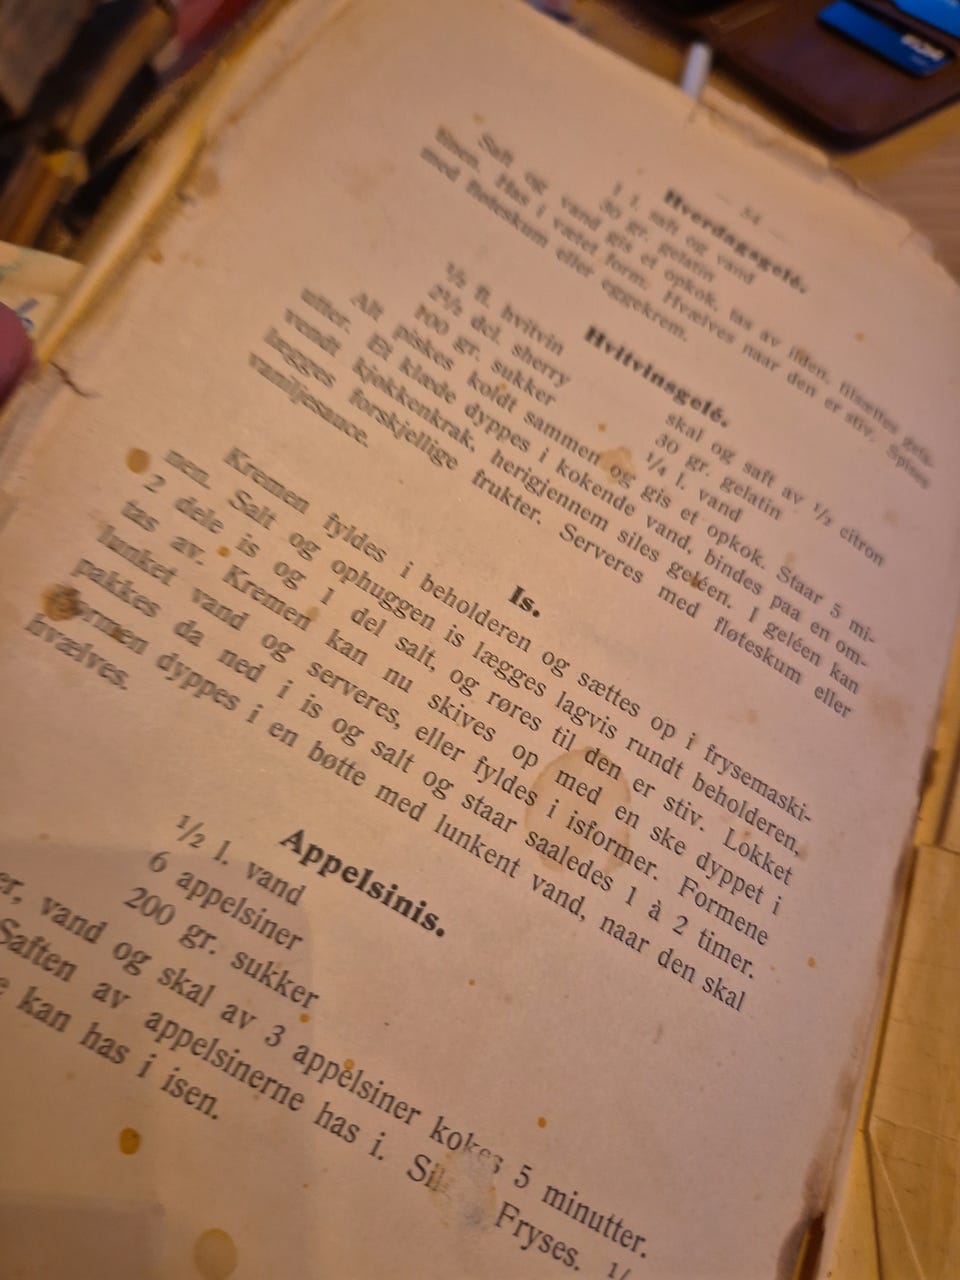 — 54 —
Hverdagsgelé.
1 l. saft og vand
30 gr. gelatin
Saft og vand gis et opkok, tas av ilden, tilsættes gela-
tinen. Has i vætet form. Hvælves naar den er stiv. Spises
med fløteskum eller eggekrem.
Hvitvinsgelé.
½ fl. hvitvin
2½ del. sherry
100 gr. sukker
skal og saft av ½ citron
30 gr. gelatin
¼ l. vand
Alt piskes koldt sammen og gis et opkok. Staar 5 mi-
nutter. Et klæde dyppes i kokende vand, bindes paa en om-
vendt kjøkkenkrak, herigjennem siles geléen. I geléen kan
lægges forskjellige frukter. Serveres med fløteskum eller
vaniljesauce.
Is.
Kremen fyldes i beholderen og sættes op i frysemaski-
nen. Salt og ophuggen is lægges lagvis rundt beholderen,
2 dele is og 1 del salt, og røres til den er stiv. Lokket
tas av. Kremen kan nu skives op med en ske dyppet i
lunket vand og serveres, eller fyldes i isformer. Formene
pakkes da ned i is og salt og staar saaledes 1 à 2 timer.
Formen dyppes i en bøtte med lunkent vand, naar den skal
hvælves.
Appelsinis.
½ l. vand
6 appelsiner
200 gr. sukker
er, vand og skal av 3 appelsiner kokes 5 minutter.
Saften av appelsinerne has i. Sil Fryses. ½
e kan has i isen.